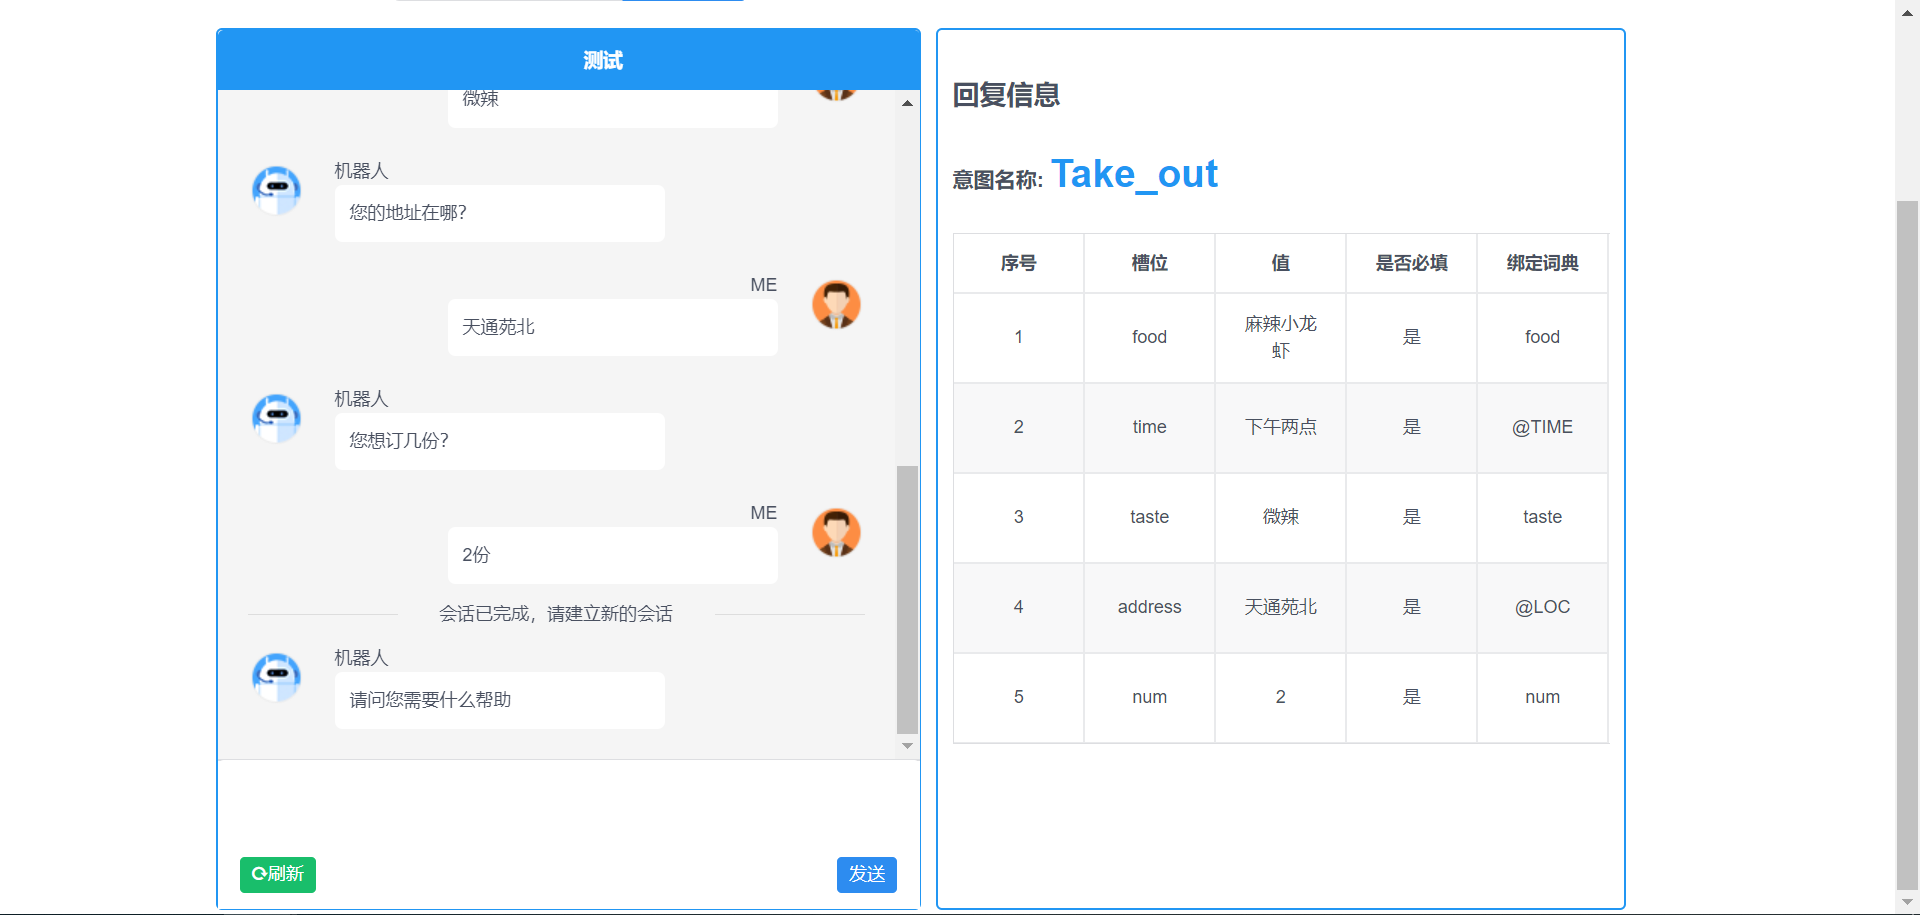 测试
微辣
机器人
您的地址在哪?
ME
天通苑北
机器人
您想订几份?
ME
2份
会话已完成，请建立新的会话
机器人
请问您需要什么帮助
刷新
发送
回复信息
意图名称: Take_out
序号 槽位 值 是否必填 绑定词典
1 food 麻辣小龙虾 是 food
2 time 下午两点 是 @TIME
3 taste 微辣 是 taste
4 address 天通苑北 是 @LOC
5 num 2 是 num